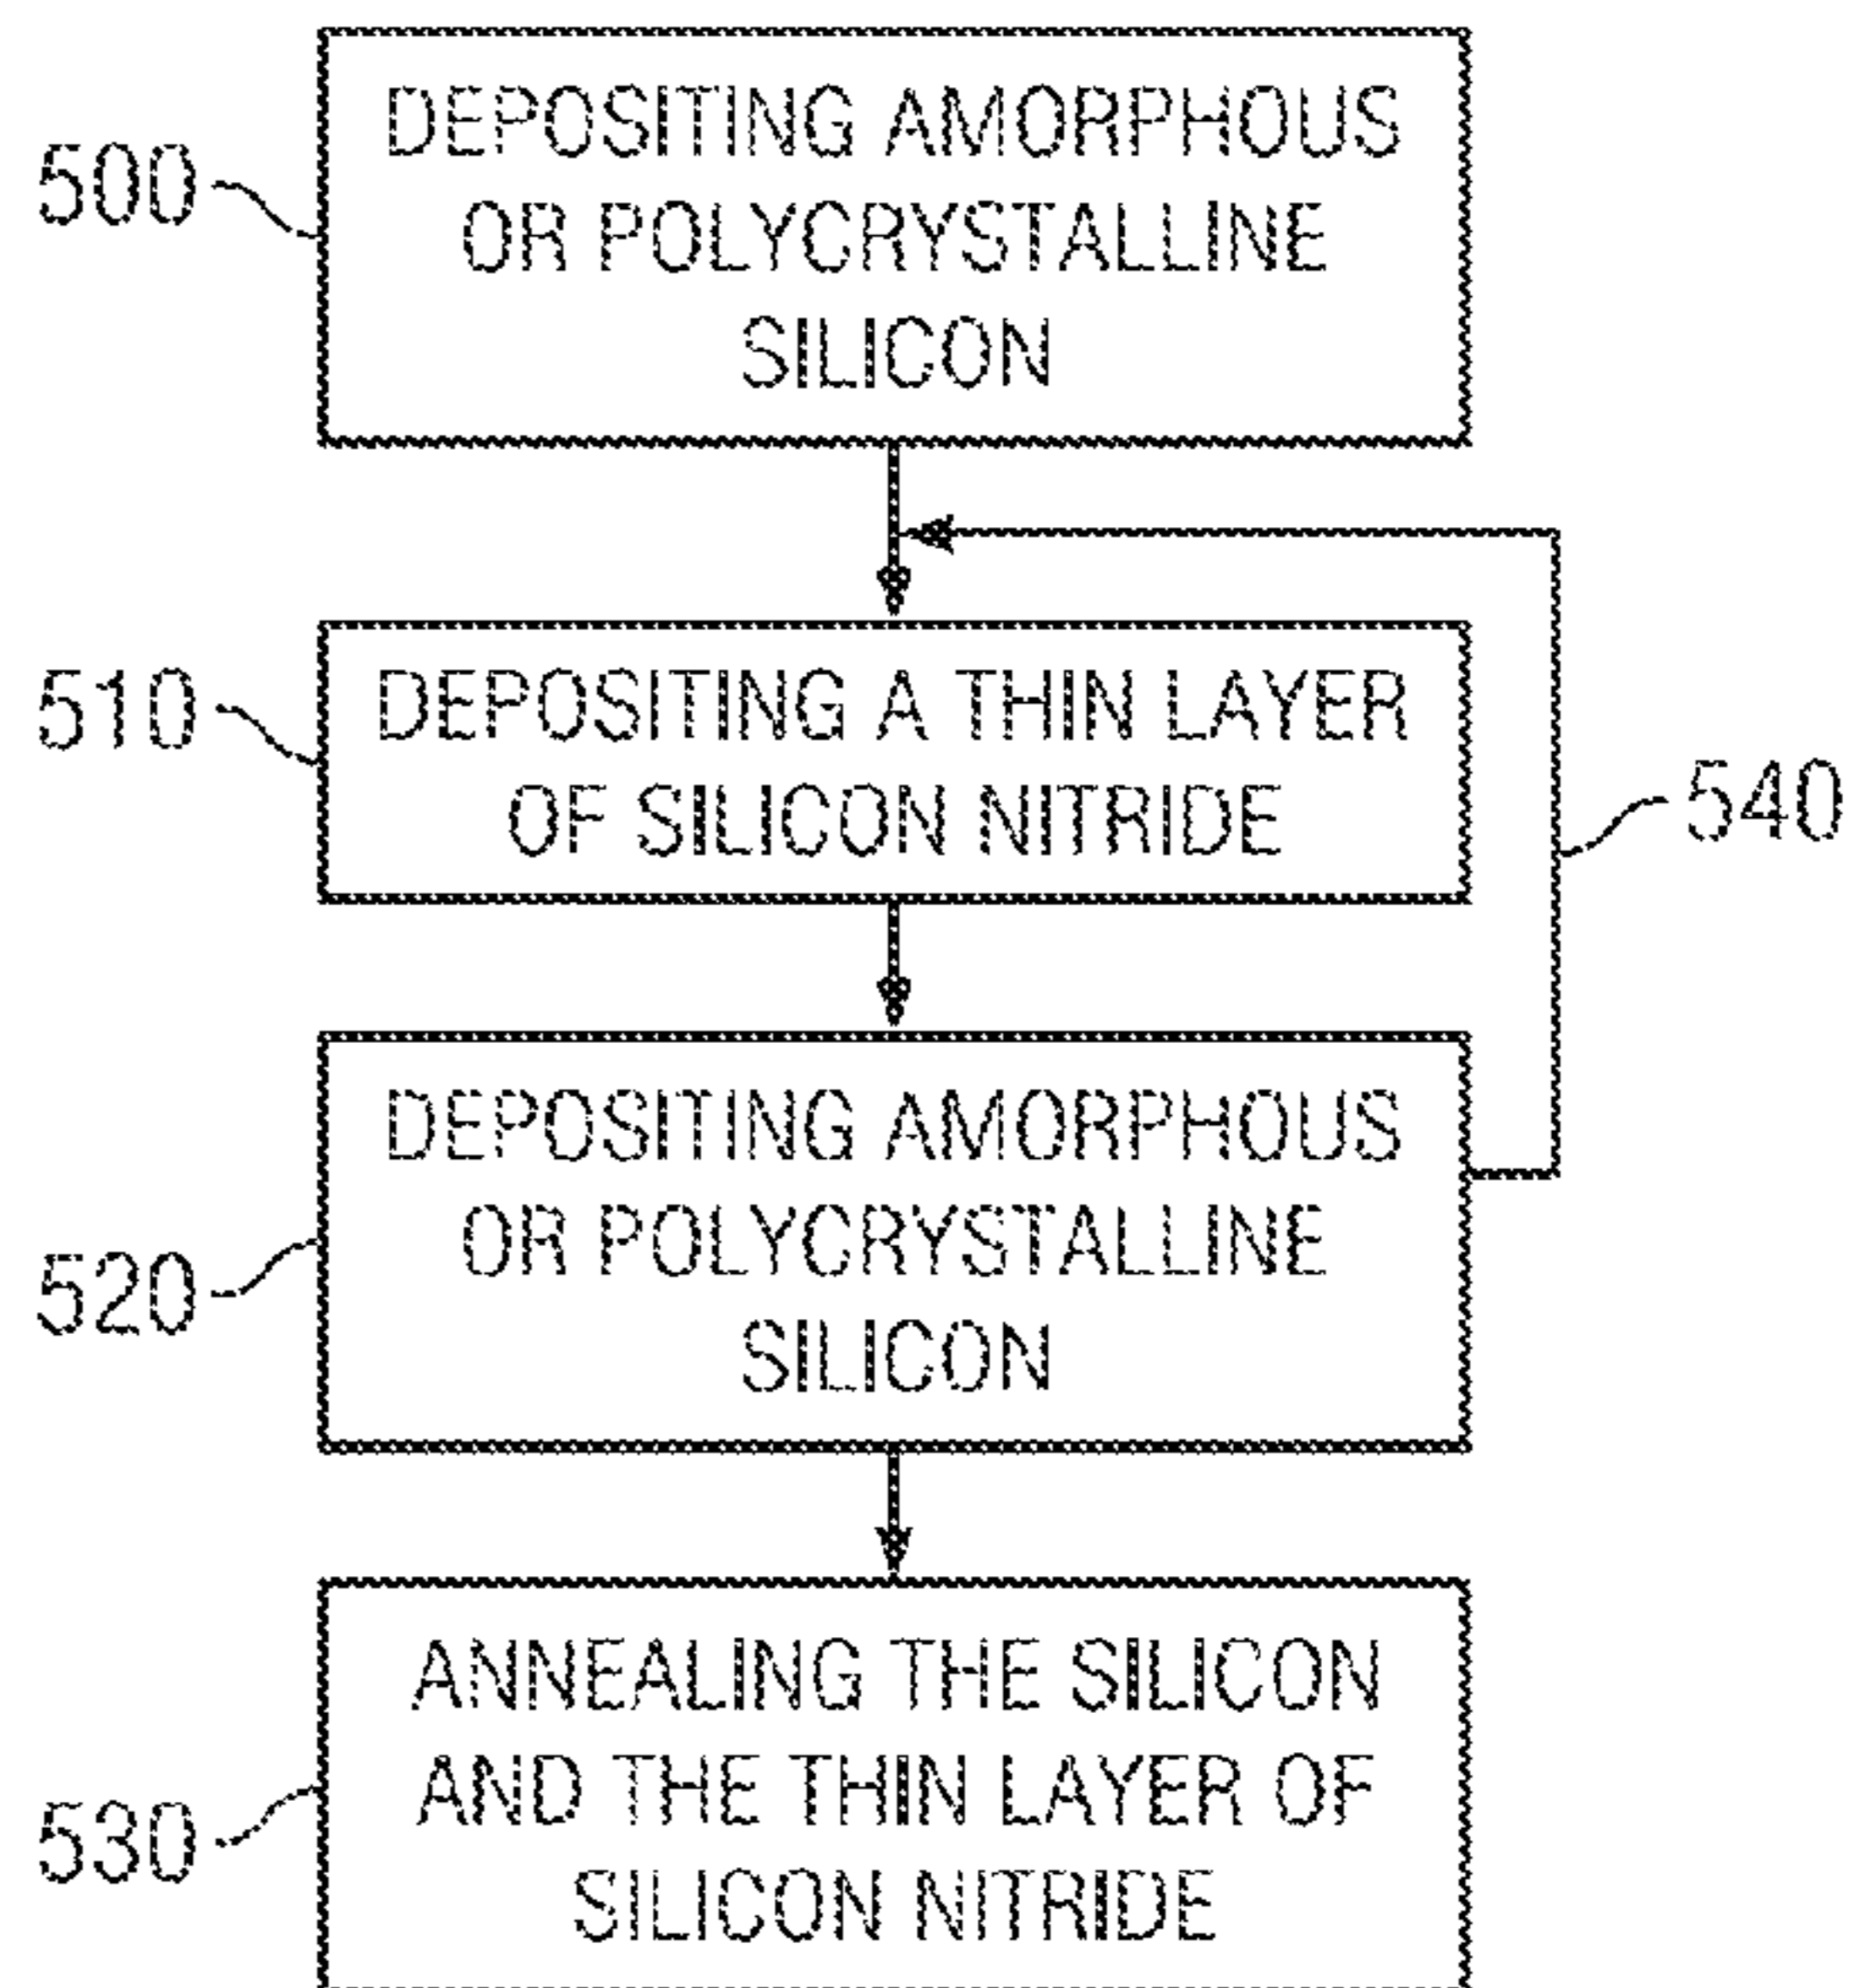 500
DEPOSITING AMORPHOUS
OR POLYCRYSTALLINE
SILICON
510
DEPOSITING A THIN LAYER
OF SILICON NITRIDE
540
520
DEPOSITING AMORPHOUS
OR POLYCRYSTALLINE
SILICON
530
ANNEALING THE SILICON
AND THE THIN LAYER OF
SILICON NITRIDE